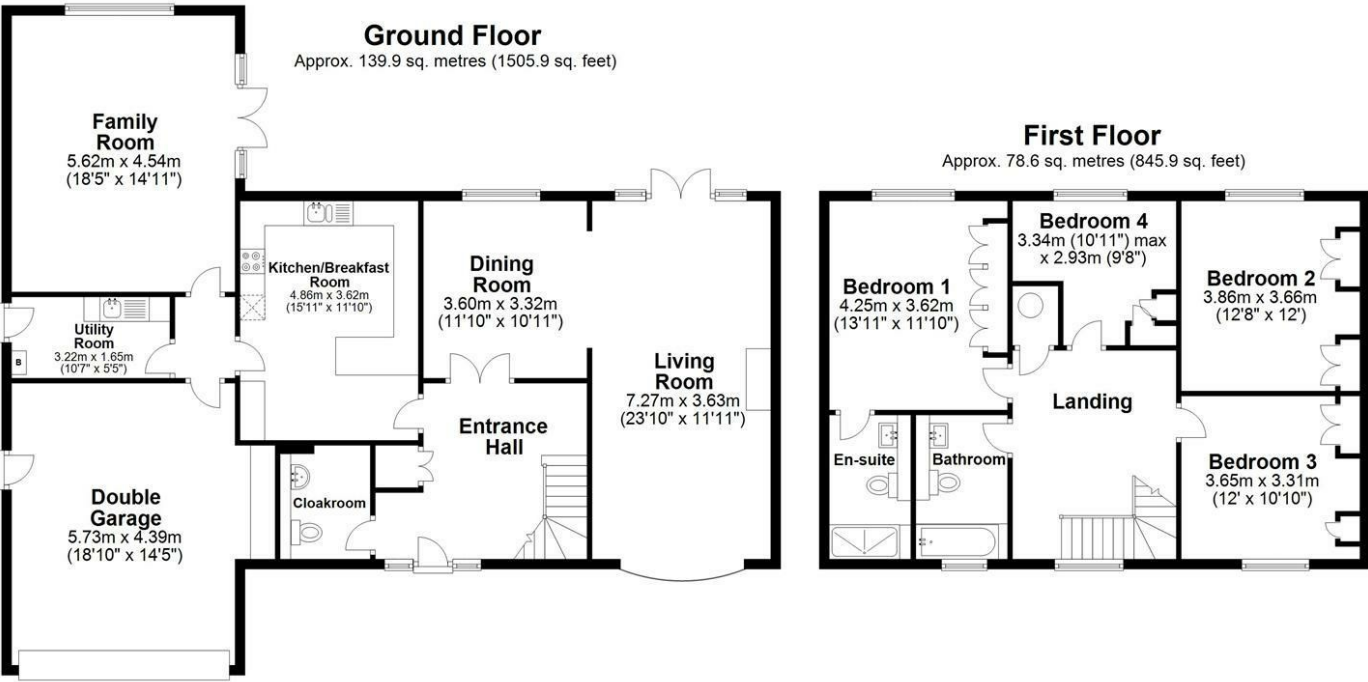 Ground Floor
Approx. 139.9 sq. metres (1505.9 sq. feet)
Family
Room
5.62m x 4.54m
(18'5" x 14'11")
Kitchen/Breakfast
Room
4.86m x 3.62m
(15'11" x 11'10")
Dining
Room
3.60m x 3.32m
(11'10" x 10'11")
Utility
Room
3.22m x 1.65m
(10'7" x 5'5")
B
Living
Room
7.27m x 3.63m
(23'10" x 11'11")
Entrance
Hall
Cloakroom
Double
Garage
5.73m x 4.39m
(18'10" x 14'5")
First Floor
Approx. 78.6 sq. metres (845.9 sq. feet)
Bedroom 1
4.25m x 3.62m
(13'11" x 11'10")
Bedroom 4
3.34m (10'11") max
x 2.93m (9'8")
Bedroom 2
3.86m x 3.66m
(12'8" x 12')
Landing
En-suite
Bathroom
Bedroom 3
3.65m x 3.31m
(12' x 10'10")